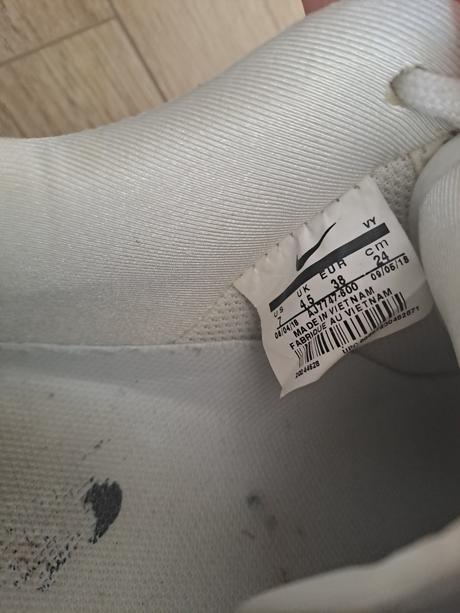 VY
US UK EUR cm
7 4.5 38 24
06/04/18 AJ7747-600 09/06/18
MADE IN VIETNAM
FABRIQUE AU VIETNAM